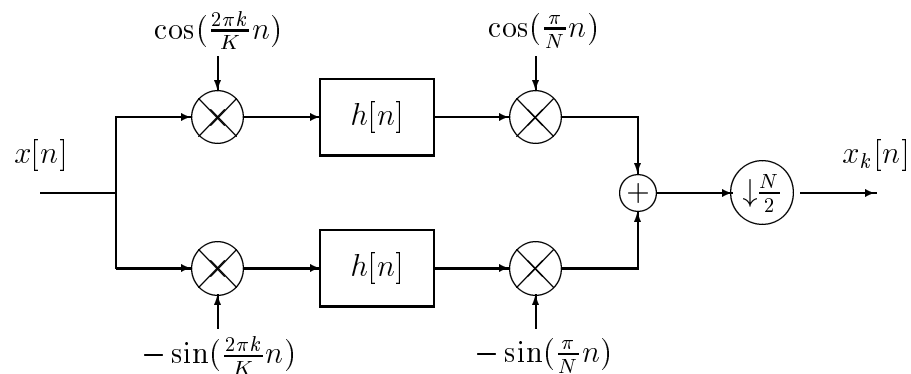 cos(2πk/K n) cos(π/N n)
h[n]
x[n] x_k[n]
+ ↓N/2
h[n]
− sin(2πk/K n) − sin(π/N n)